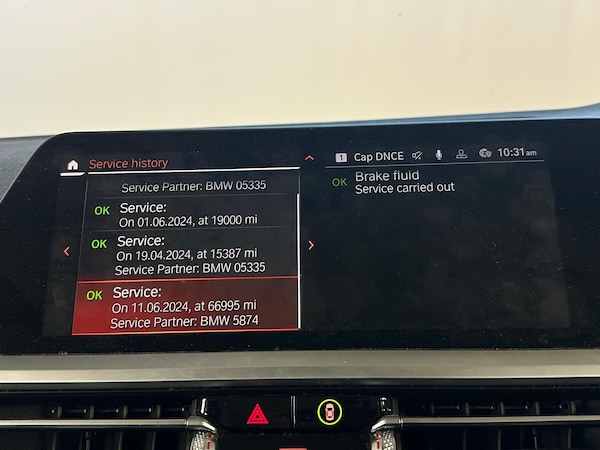 Service history
Service Partner: BMW 05335
OK Service:
On 01.06.2024, at 19000 mi
OK Service:
On 19.04.2024, at 15387 mi
Service Partner: BMW 05335
OK Service:
On 11.06.2024, at 66995 mi
Service Partner: BMW 5874
1 Cap DNCE 10:31am
OK Brake fluid
Service carried out